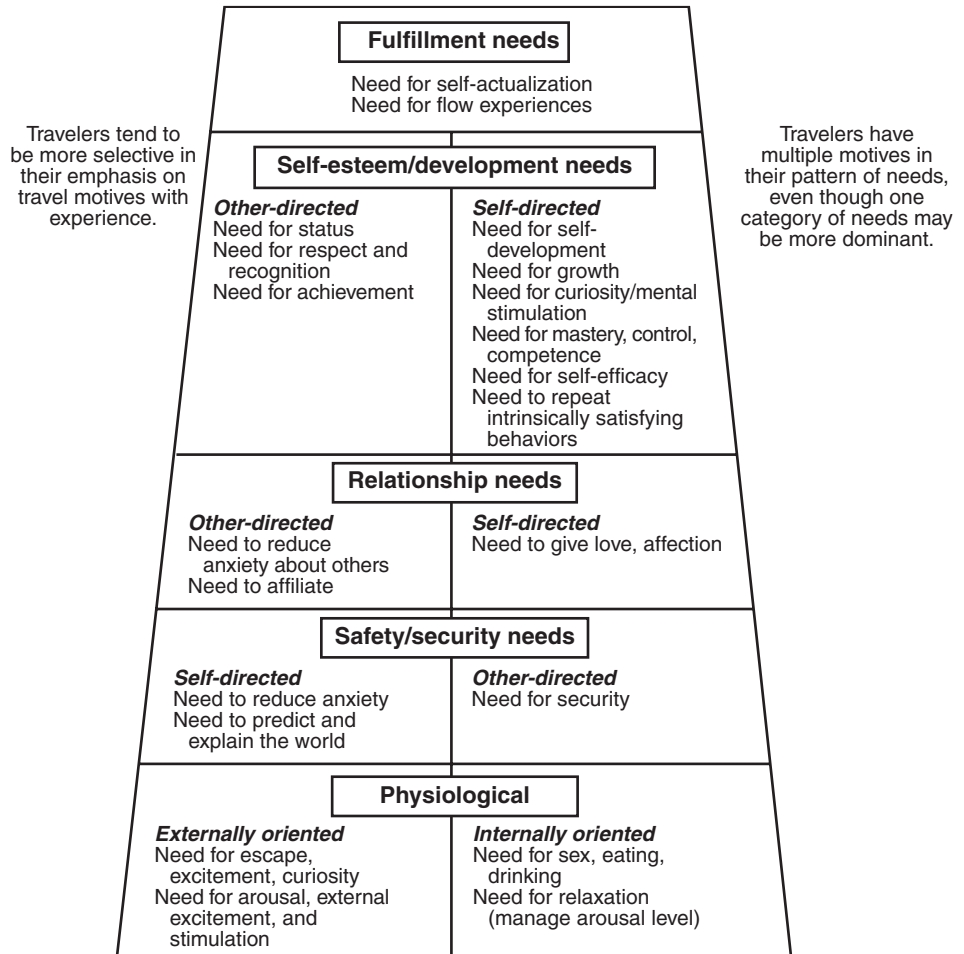 Fulfillment needs
Need for self-actualization
Need for flow experiences
Travelers tend to
be more selective in
their emphasis on
travel motives with
experience.
Travelers have
multiple motives in
their pattern of needs,
even though one
category of needs may
be more dominant.
Self-esteem/development needs
Other-directed
Need for status
Need for respect and
recognition
Need for achievement
Self-directed
Need for self-
development
Need for growth
Need for curiosity/mental
stimulation
Need for mastery, control,
competence
Need for self-efficacy
Need to repeat
intrinsically satisfying
behaviors
Relationship needs
Other-directed
Need to reduce
anxiety about others
Need to affiliate
Self-directed
Need to give love, affection
Safety/security needs
Self-directed
Need to reduce anxiety
Need to predict and
explain the world
Other-directed
Need for security
Physiological
Externally oriented
Need for escape,
excitement, curiosity
Need for arousal, external
excitement, and
stimulation
Internally oriented
Need for sex, eating,
drinking
Need for relaxation
(manage arousal level)